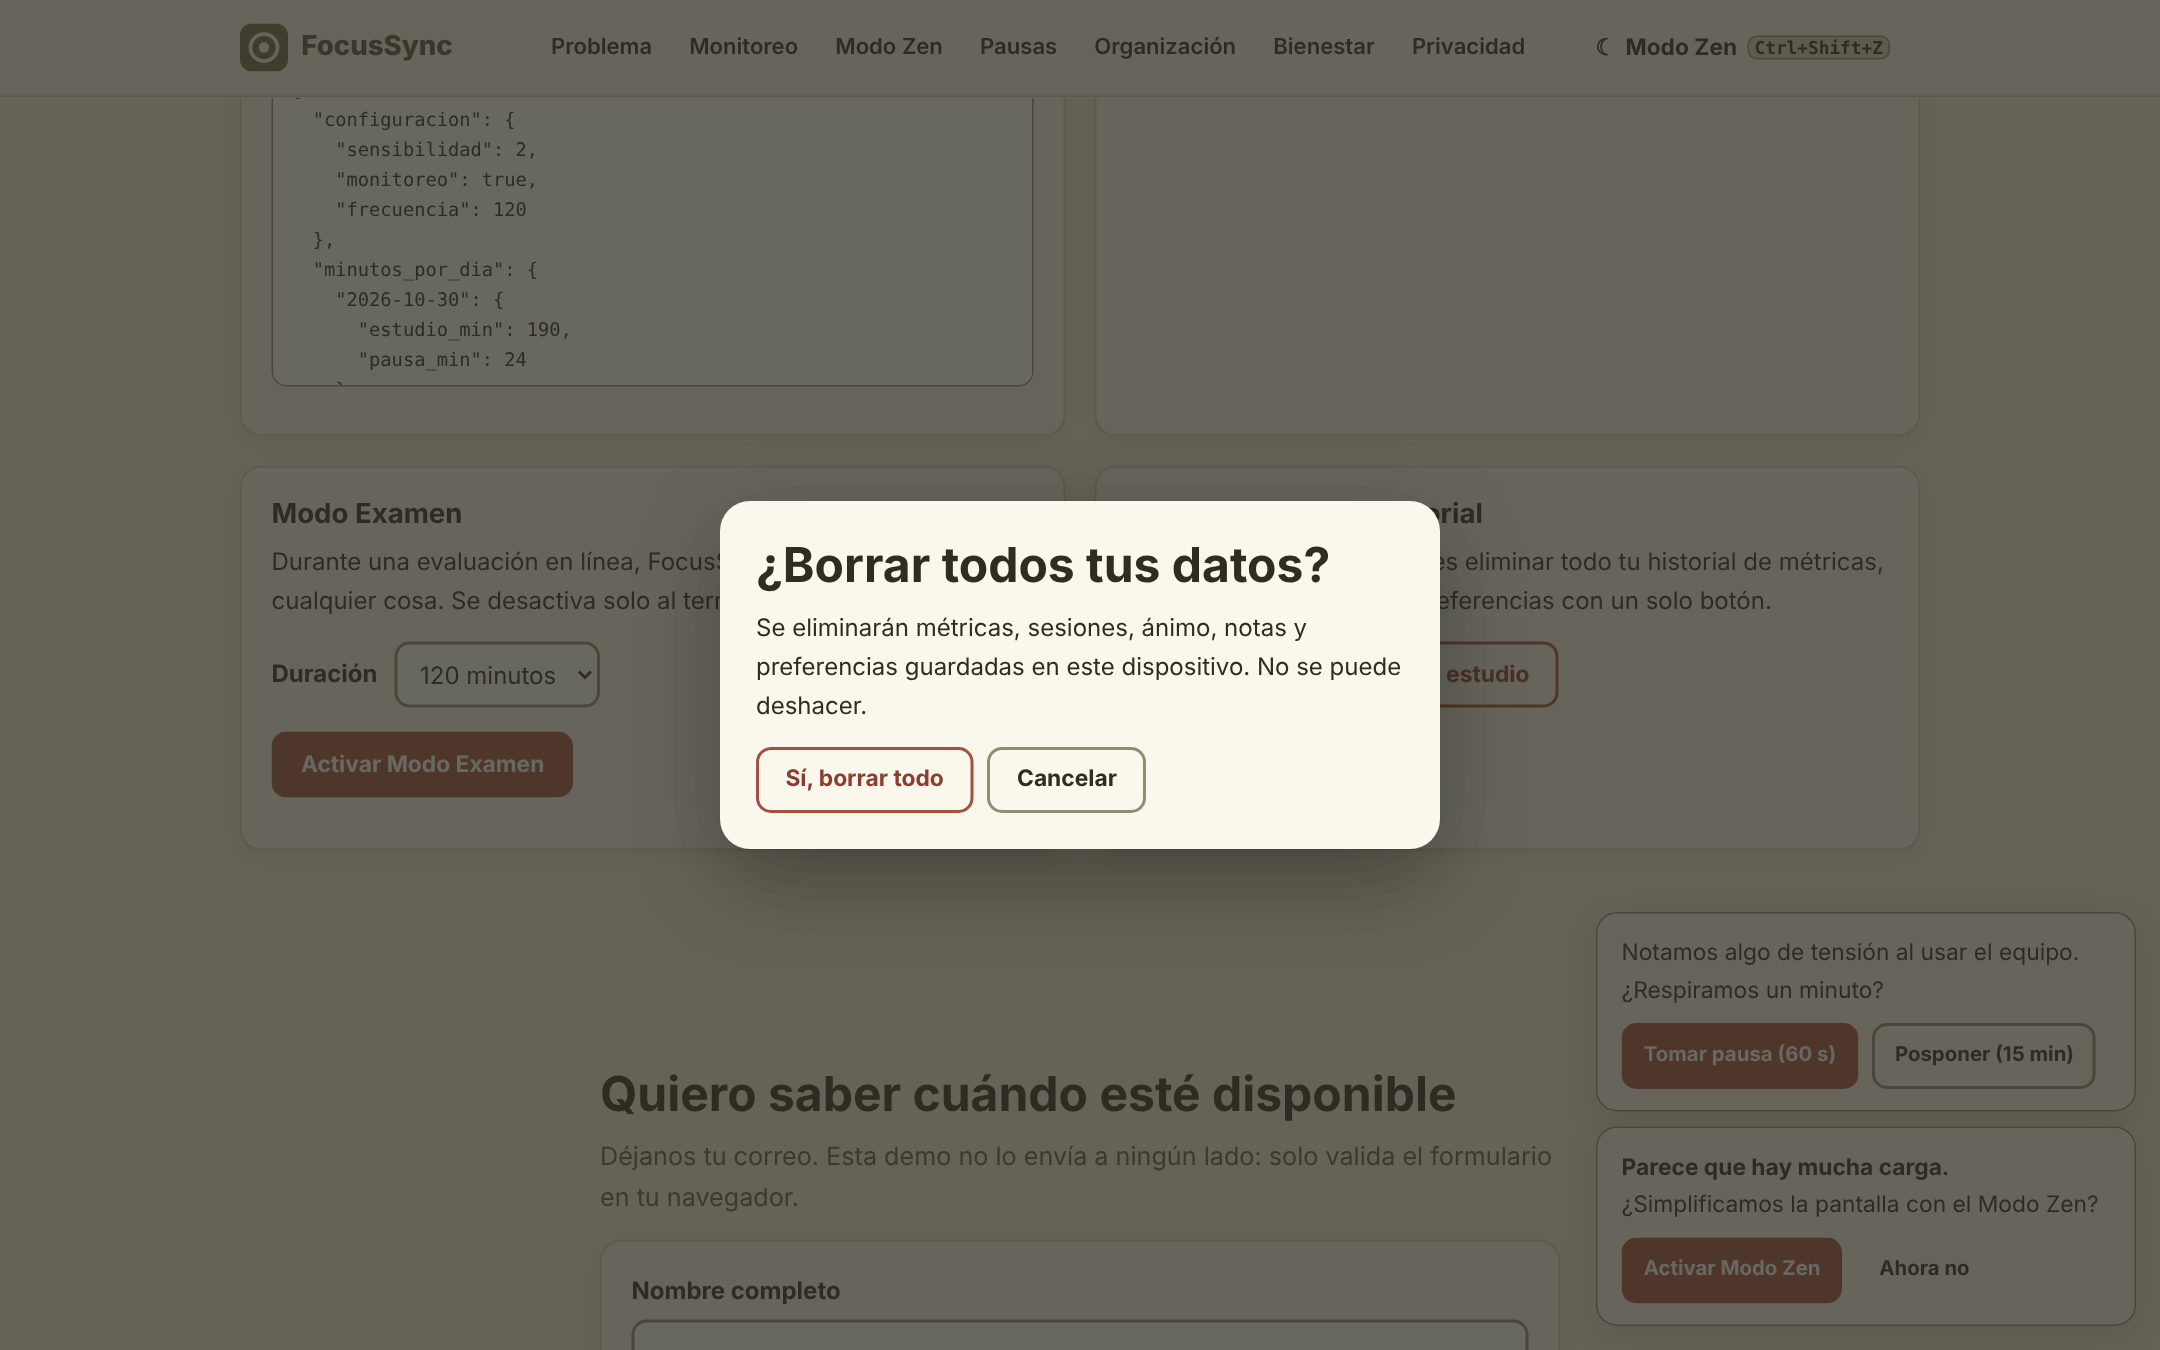 FocusSync
Problema
Monitoreo
Modo Zen
Pausas
Organización
Bienestar
Privacidad
☾ Modo Zen Ctrl+Shift+Z
"configuracion": {
"sensibilidad": 2,
"monitoreo": true,
"frecuencia": 120
},
"minutos_por_dia": {
"2026-10-30": {
"estudio_min": 190,
"pausa_min": 24
Modo Examen
Durante una evaluación en línea, Focus
cualquier cosa. Se desactiva solo al
Duración 120 minutos
Activar Modo Examen
eliminar todo tu historial de métricas,
con un solo botón.
estudio
¿Borrar todos tus datos?
Se eliminarán métricas, sesiones, ánimo, notas y
preferencias guardadas en este dispositivo. No se puede
deshacer.
Sí, borrar todo
Cancelar
Quiero saber cuándo esté disponible
Déjanos tu correo. Esta demo no lo envía a ningún lado: solo valida el formulario
en tu navegador.
Nombre completo
Notamos algo de tensión al usar el equipo.
¿Respiramos un minuto?
Tomar pausa (60 s)
Posponer (15 min)
Parece que hay mucha carga.
¿Simplificamos la pantalla con el Modo Zen?
Activar Modo Zen
Ahora no